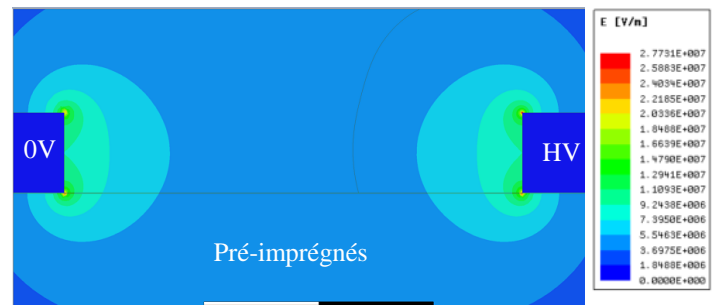 E [V/m]
2.7731E+007
2.5883E+007
2.4034E+007
2.2185E+007
2.0336E+007
1.8488E+007
1.6639E+007
1.4790E+007
1.2941E+007
1.1093E+007
9.2438E+006
7.3950E+006
5.5463E+006
3.6975E+006
1.8488E+006
0.0000E+000
0V
HV
Pré-imprégnés